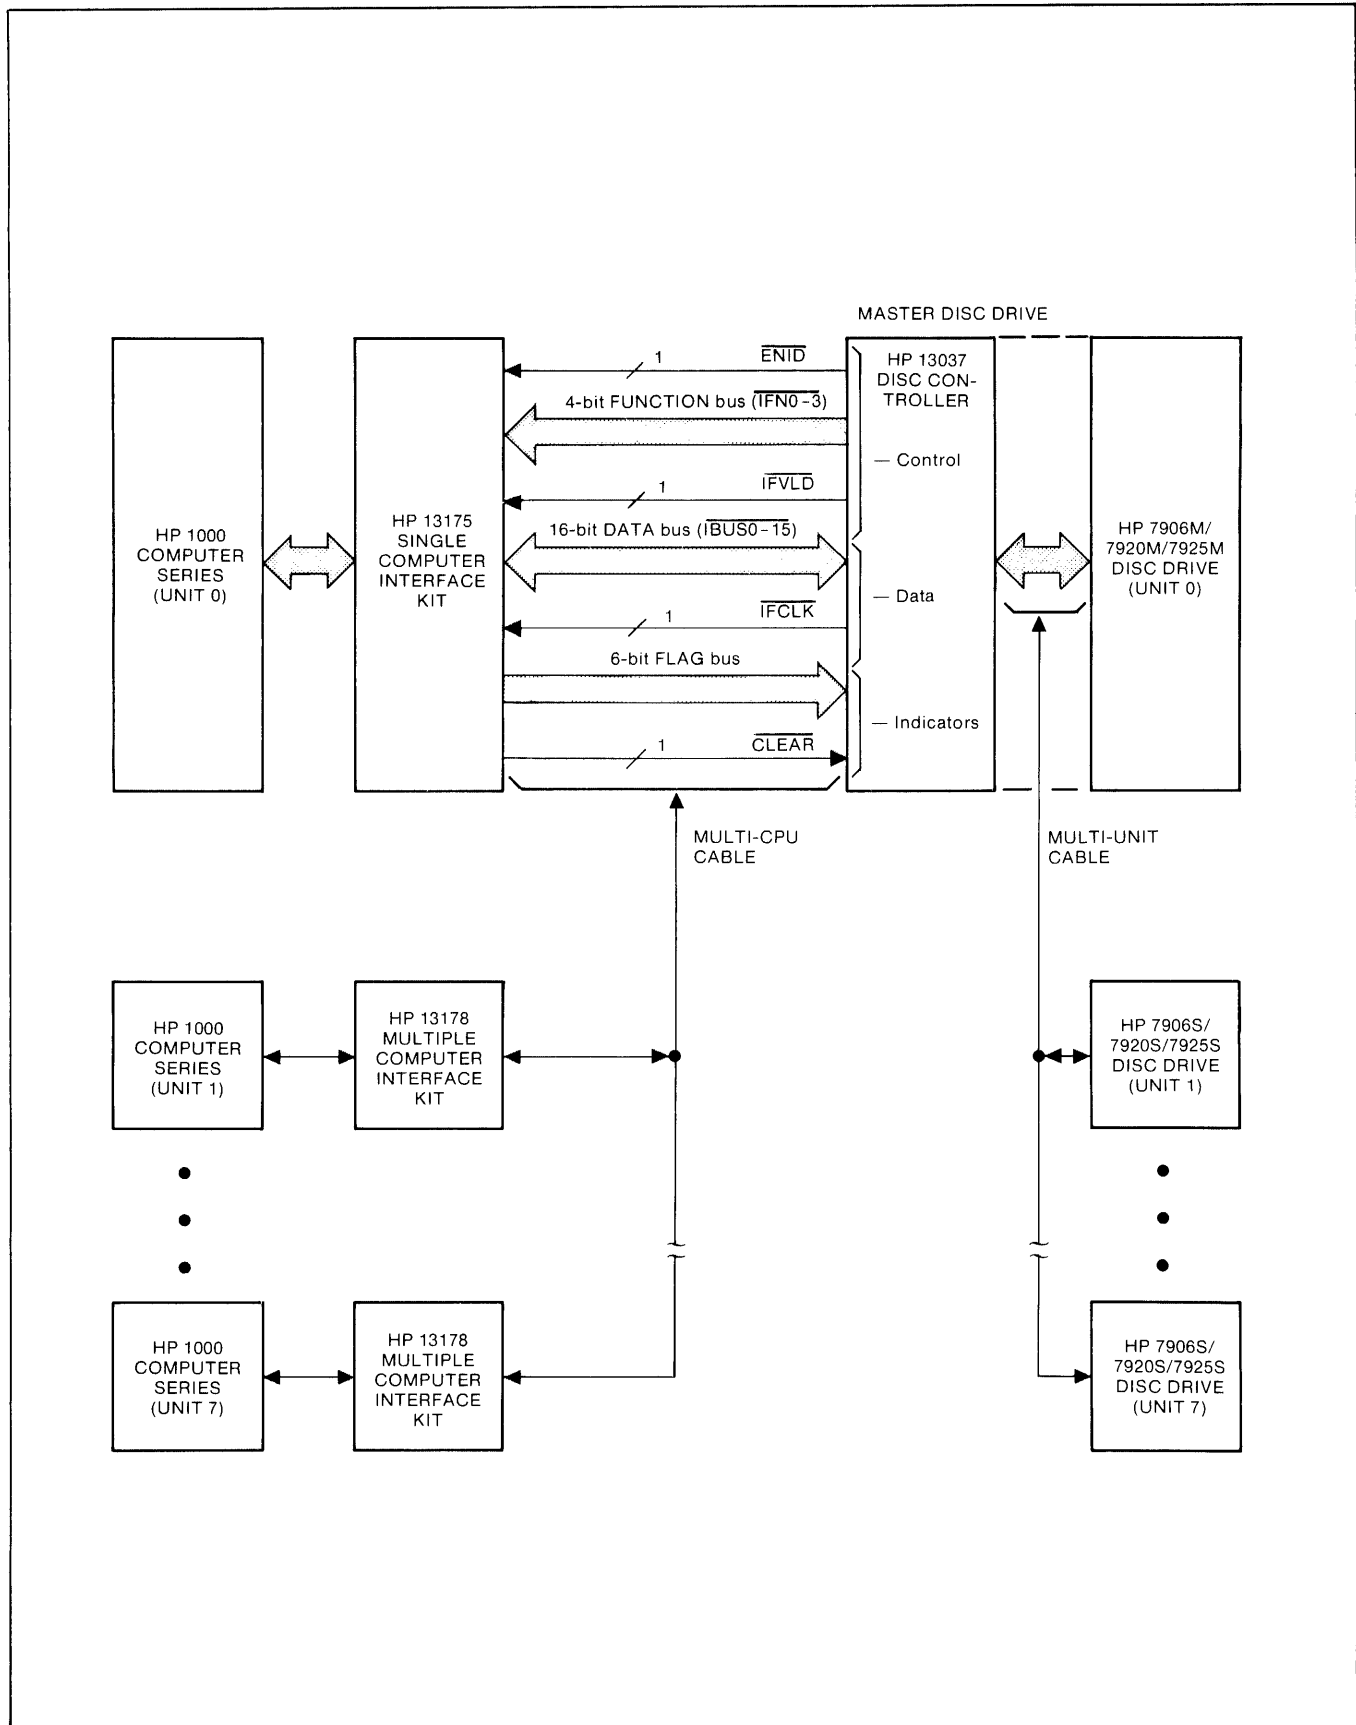 MASTER DISC DRIVE
HP 1000
COMPUTER
SERIES
(UNIT 0)
HP 13175
SINGLE
COMPUTER
INTERFACE
KIT
1 ENID
4-bit FUNCTION bus (IFN0-3)
1 IFVLD
16-bit DATA bus (IBUS0-15)
1 IFCLK
6-bit FLAG bus
1 CLEAR
HP 13037
DISC CON-
TROLLER
— Control
— Data
— Indicators
HP 7906M/
7920M/7925M
DISC DRIVE
(UNIT 0)
MULTI-CPU
CABLE
MULTI-UNIT
CABLE
HP 1000
COMPUTER
SERIES
(UNIT 1)
HP 13178
MULTIPLE
COMPUTER
INTERFACE
KIT
HP 7906S/
7920S/7925S
DISC DRIVE
(UNIT 1)
HP 1000
COMPUTER
SERIES
(UNIT 7)
HP 13178
MULTIPLE
COMPUTER
INTERFACE
KIT
HP 7906S/
7920S/7925S
DISC DRIVE
(UNIT 7)